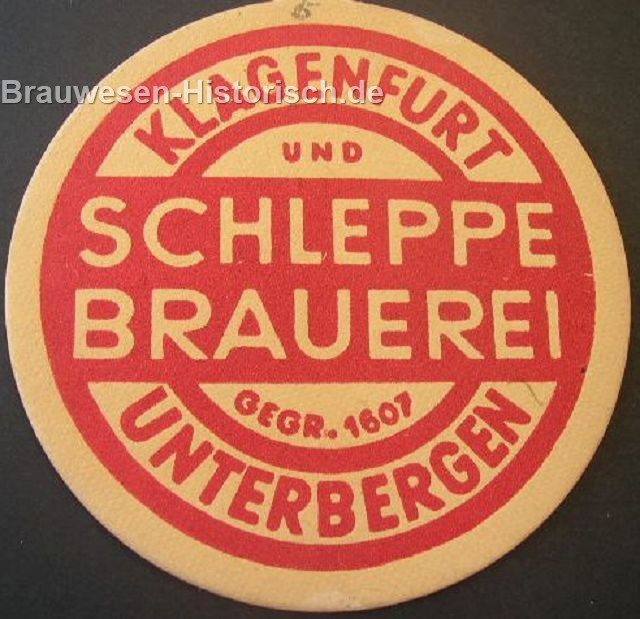 Brauwesen-Historisch.de
KLAGENFURT
UND
SCHLEPPE
BRAUEREI
GEGR. 1607
UNTERBERGEN